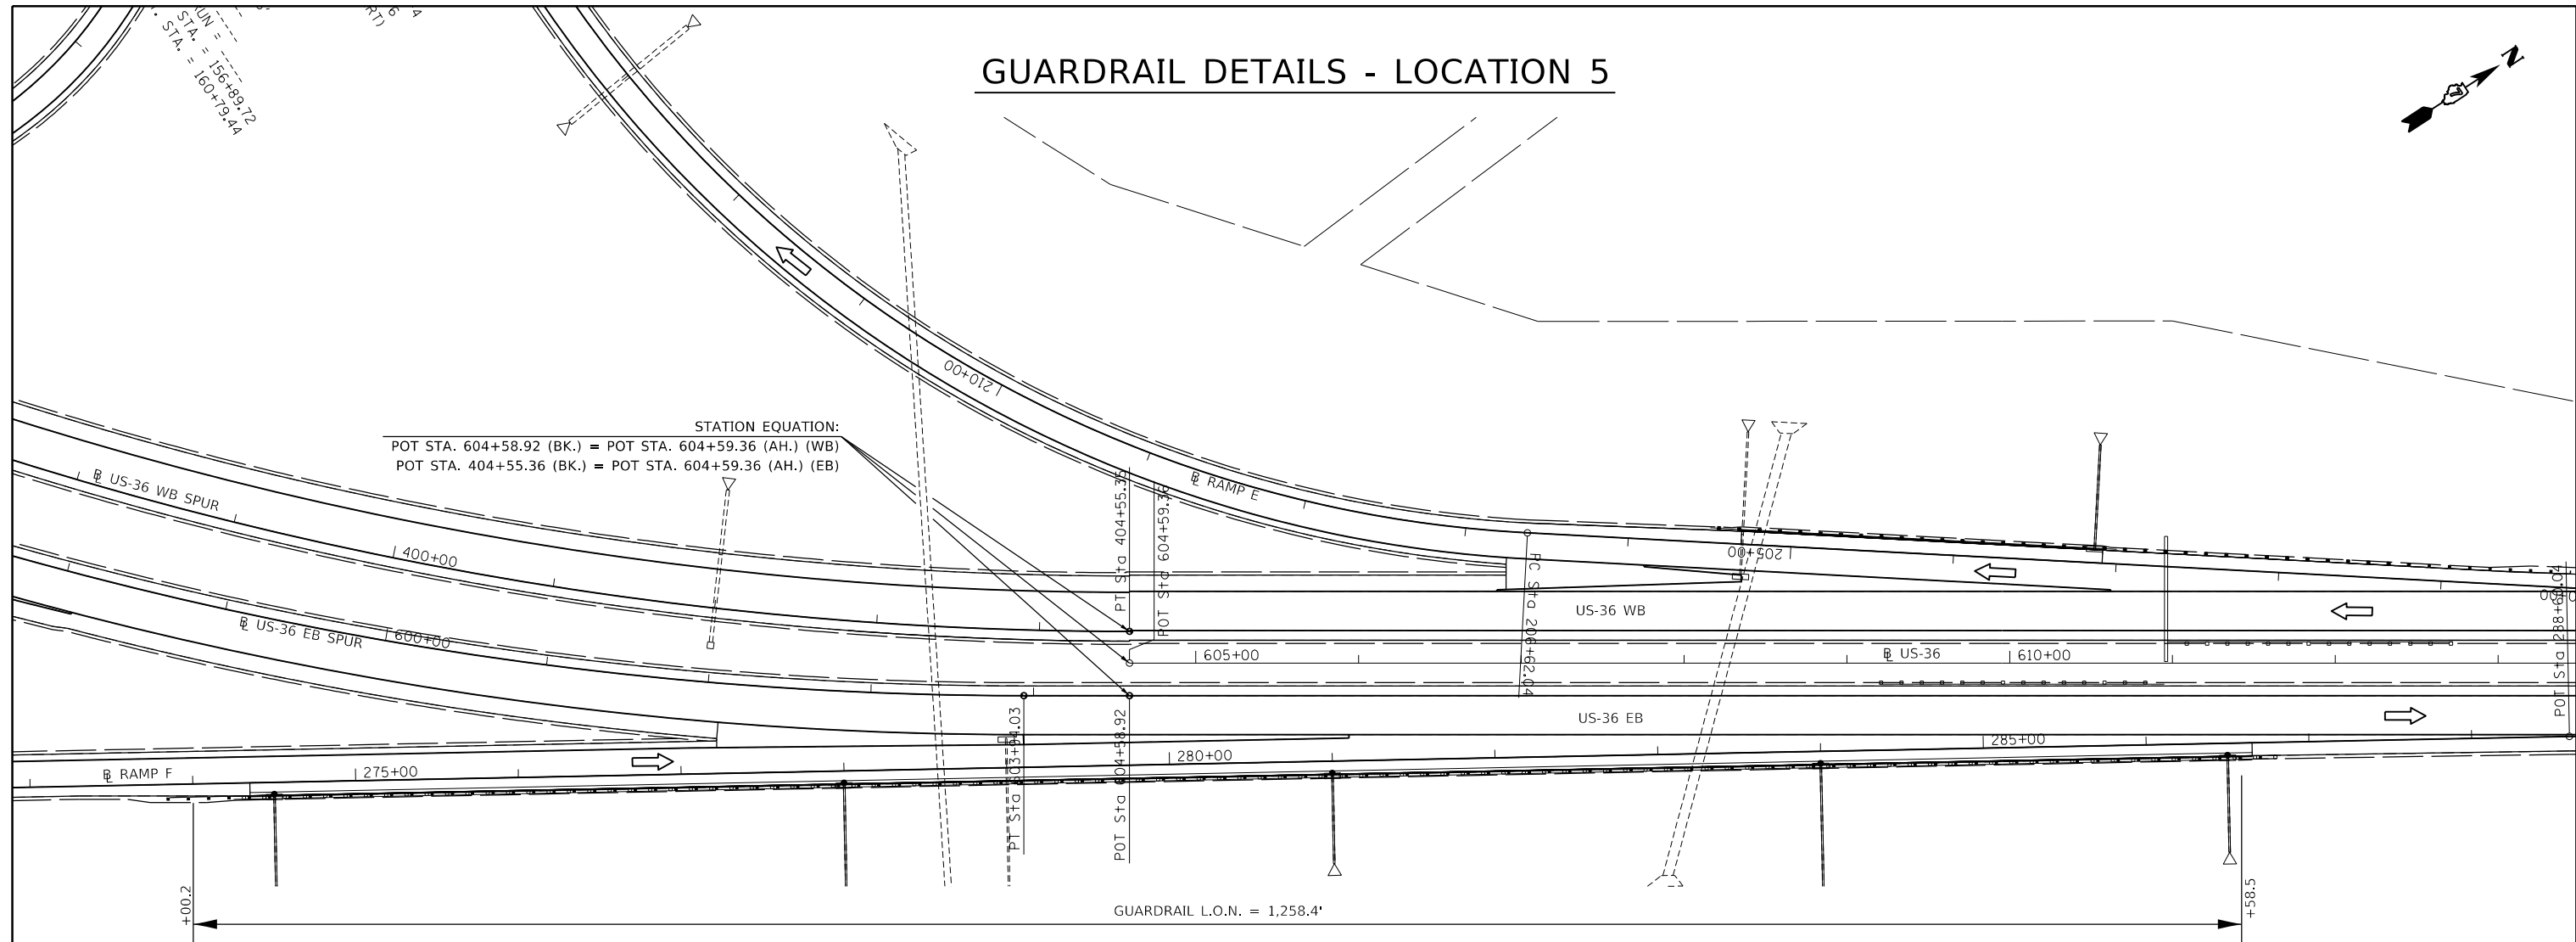 GUARDRAIL DETAILS - LOCATION 5
N
UN =
STA. = 156+89.72
. STA. = 160+79.44
RT)
STATION EQUATION:
POT STA. 604+58.92 (BK.) = POT STA. 604+59.36 (AH.) (WB)
POT STA. 404+55.36 (BK.) = POT STA. 604+59.36 (AH.) (EB)
210+00
℄ RAMP E
PT Sta 404+55.35
POT Sta 604+59.36
205+00
PC Sta 206+62.04
℄ US-36 WB SPUR
400+00
US-36 WB
℄ US-36 EB SPUR
600+00
605+00
℄ US-36
610+00
US-36 EB
POT Sta 238+60.04
PT Sta 603+94.03
POT Sta 604+58.92
℄ RAMP F
275+00
280+00
285+00
+00.2
GUARDRAIL L.O.N. = 1,258.4'
+58.5